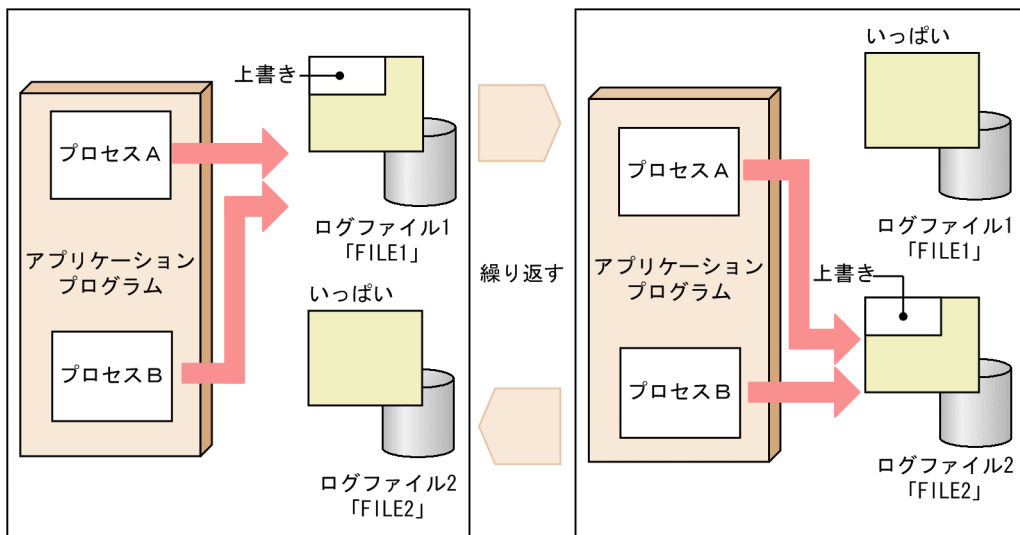 上書き
プロセスA
ログファイル1
「FILE1」
アプリケーション
プログラム
いっぱい
プロセスB
ログファイル2
「FILE2」
繰り返す
いっぱい
プロセスA
ログファイル1
「FILE1」
アプリケーション
プログラム
上書き
プロセスB
ログファイル2
「FILE2」